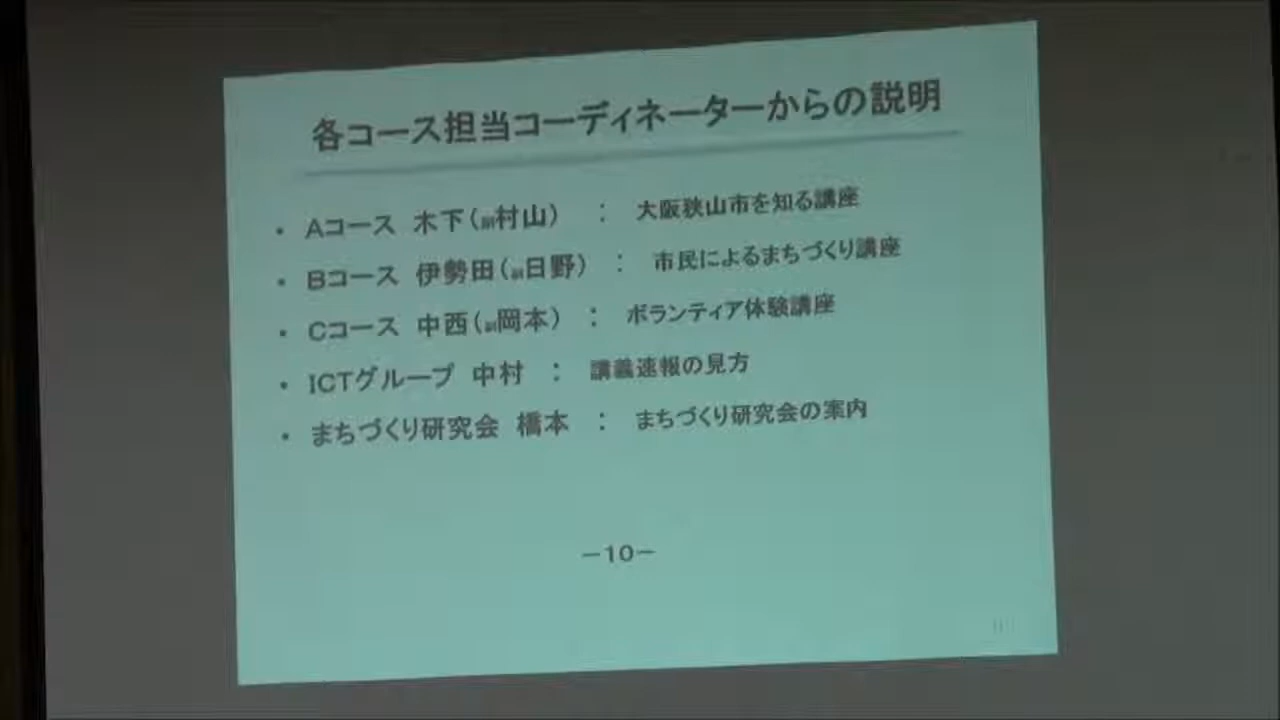 各コース担当コーディネーターからの説明
・ Aコース 木下(副村山) : 大阪狭山市を知る講座
・ Bコース 伊勢田(副日野) : 市民によるまちづくり講座
・ Cコース 中西(副岡本) : ボランティア体験講座
・ ICTグループ 中村 : 講義速報の見方
・ まちづくり研究会 橋本 : まちづくり研究会の案内
－10－